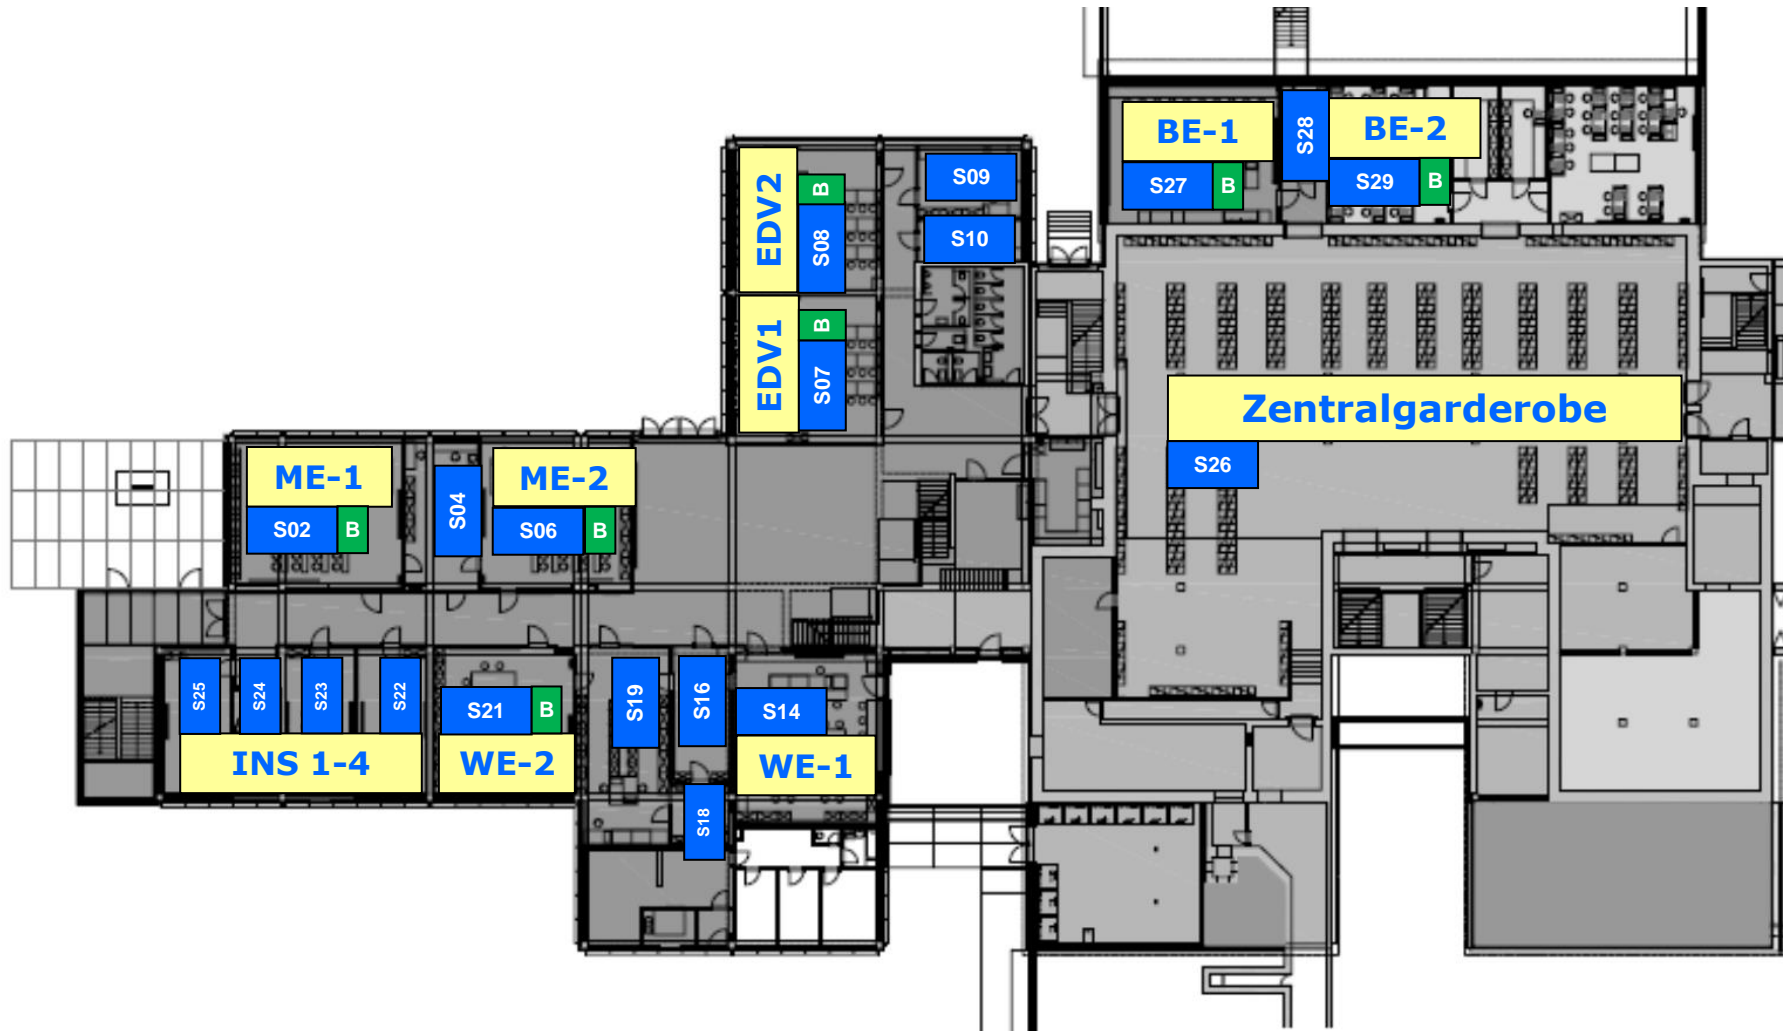 BE-1
S27 B
S28
BE-2
S29 B
EDV2
B
S08
S09
S10
EDV1
B
S07
Zentralgarderobe
S26
ME-1
S02 B
S04
ME-2
S06 B
S25
S24
S23
S22
INS 1-4
S21 B
WE-2
S19
S16
S18
S14
WE-1